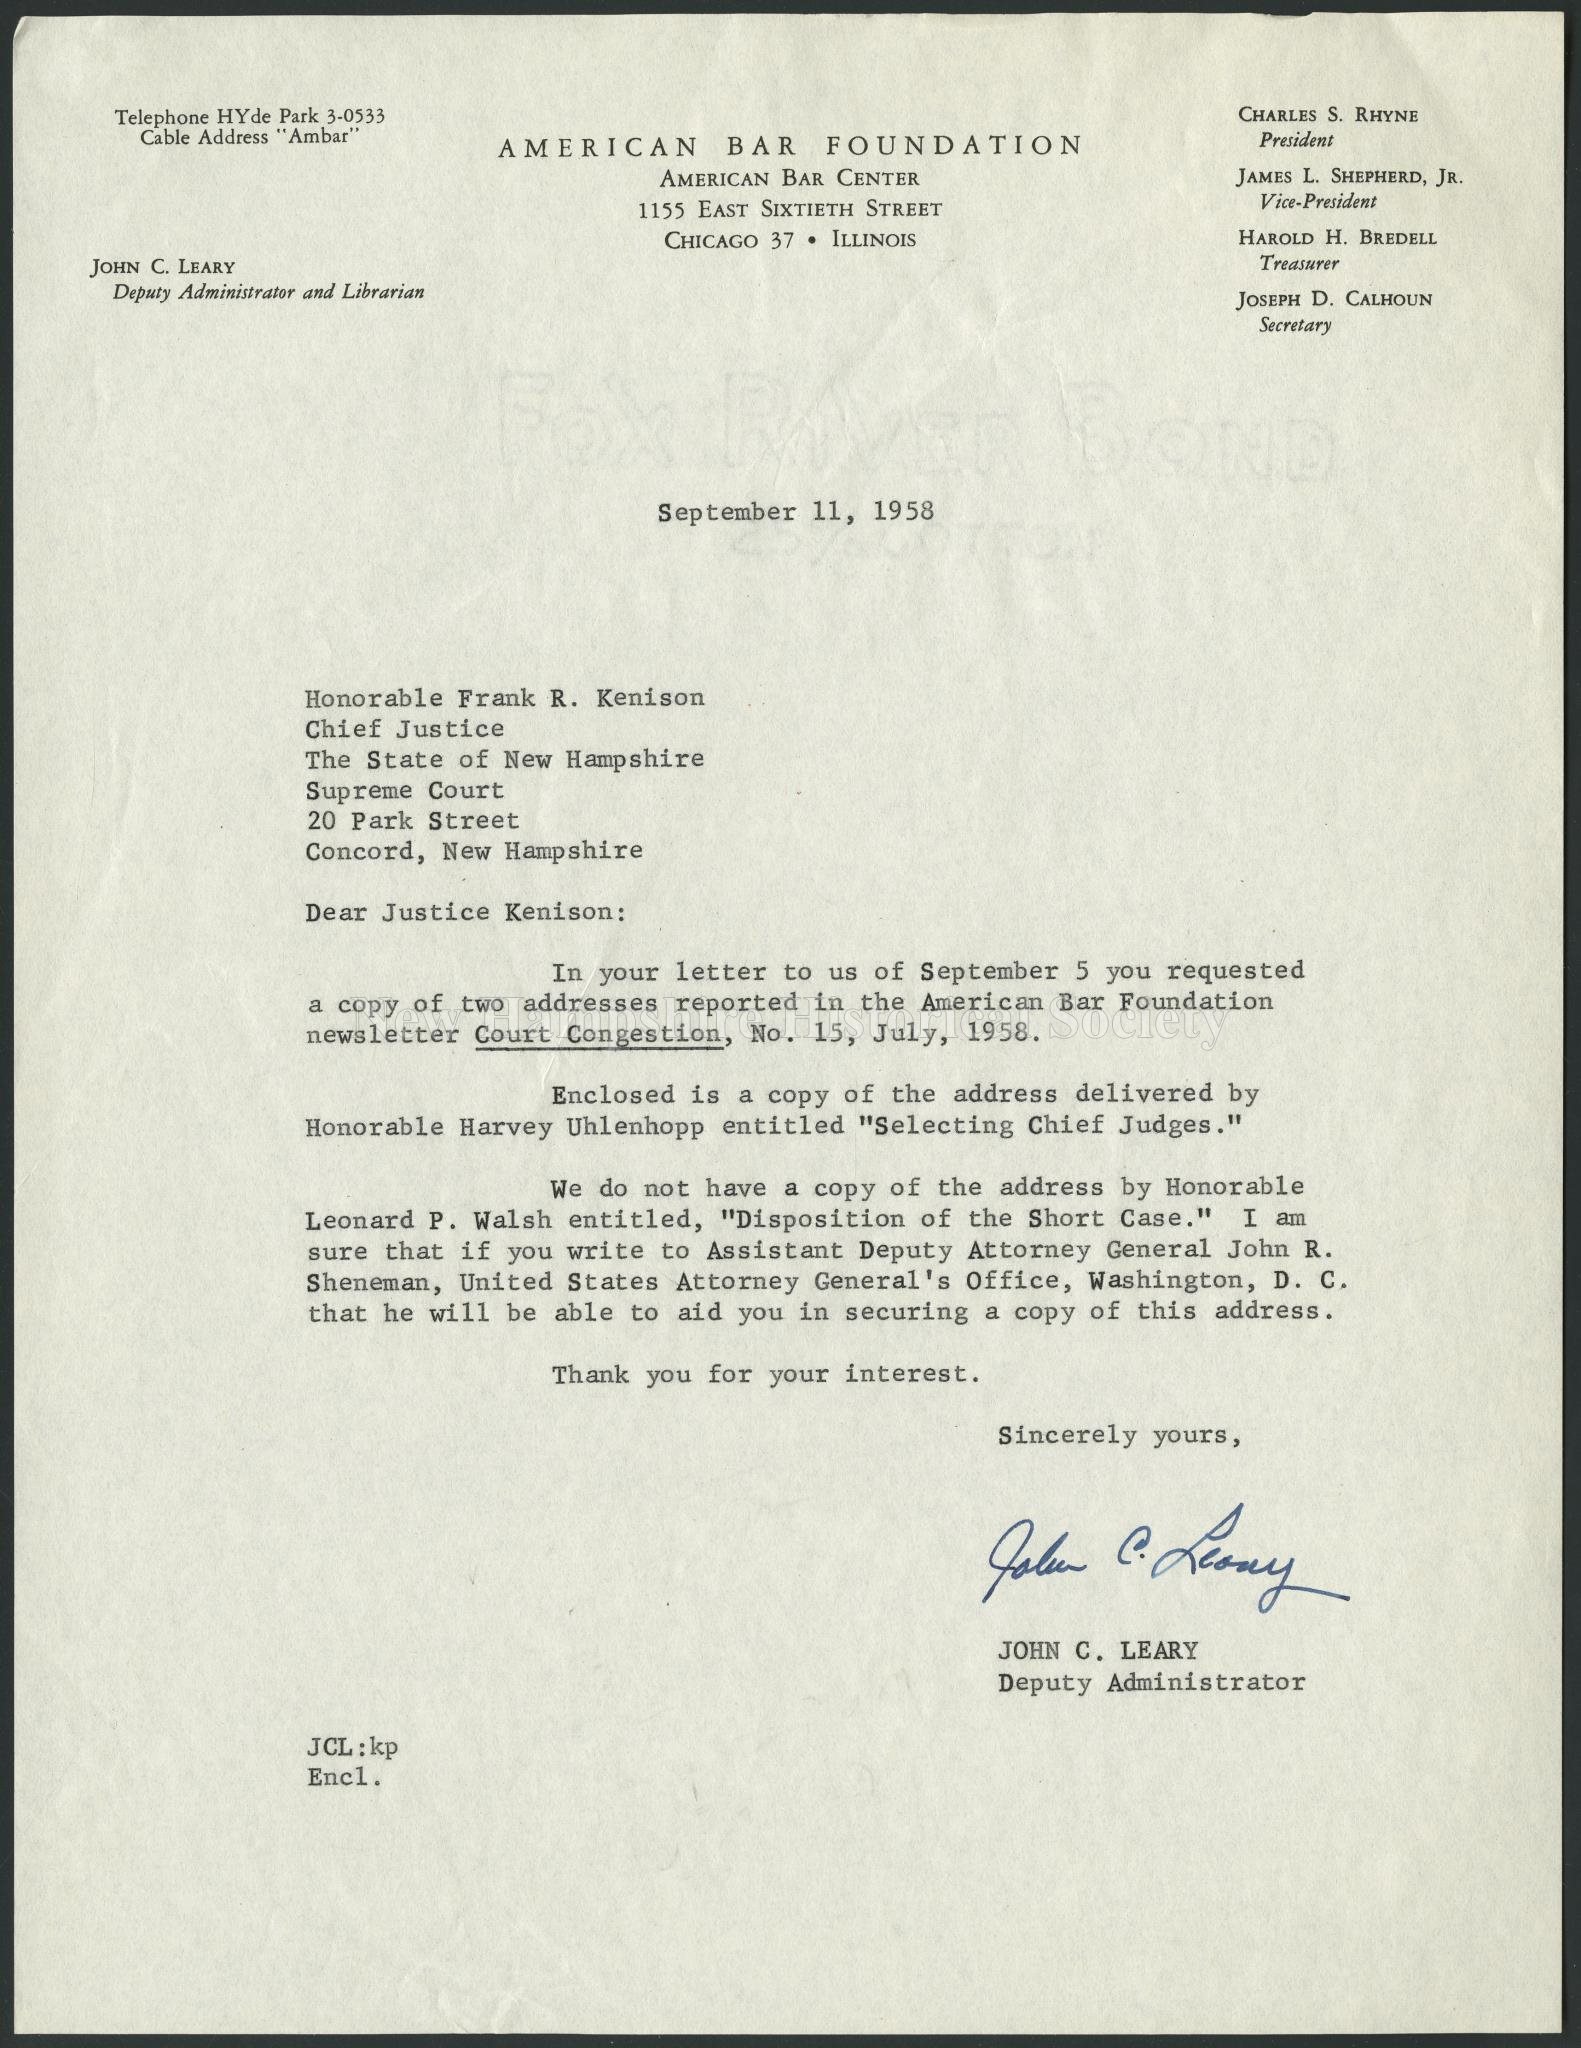 Telephone HYde Park 3-0533
Cable Address "Ambar"
AMERICAN BAR FOUNDATION
AMERICAN BAR CENTER
1155 EAST SIXTIETH STREET
CHICAGO 37 • ILLINOIS
CHARLES S. RHYNE
President
JAMES L. SHEPHERD, JR.
Vice-President
HAROLD H. BREDELL
Treasurer
JOSEPH D. CALHOUN
Secretary
JOHN C. LEARY
Deputy Administrator and Librarian
September 11, 1958
Honorable Frank R. Kenison
Chief Justice
The State of New Hampshire
Supreme Court
20 Park Street
Concord, New Hampshire
Dear Justice Kenison:
In your letter to us of September 5 you requested
a copy of two addresses reported in the American Bar Foundation
newsletter Court Congestion, No. 15, July, 1958.
New Hampshire Historical Society
Enclosed is a copy of the address delivered by
Honorable Harvey Uhlenhopp entitled "Selecting Chief Judges."
We do not have a copy of the address by Honorable
Leonard P. Walsh entitled, "Disposition of the Short Case." I am
sure that if you write to Assistant Deputy Attorney General John R.
Sheneman, United States Attorney General's Office, Washington, D. C.
that he will be able to aid you in securing a copy of this address.
Thank you for your interest.
Sincerely yours,
John C. Leary
JOHN C. LEARY
Deputy Administrator
JCL:kp
Encl.